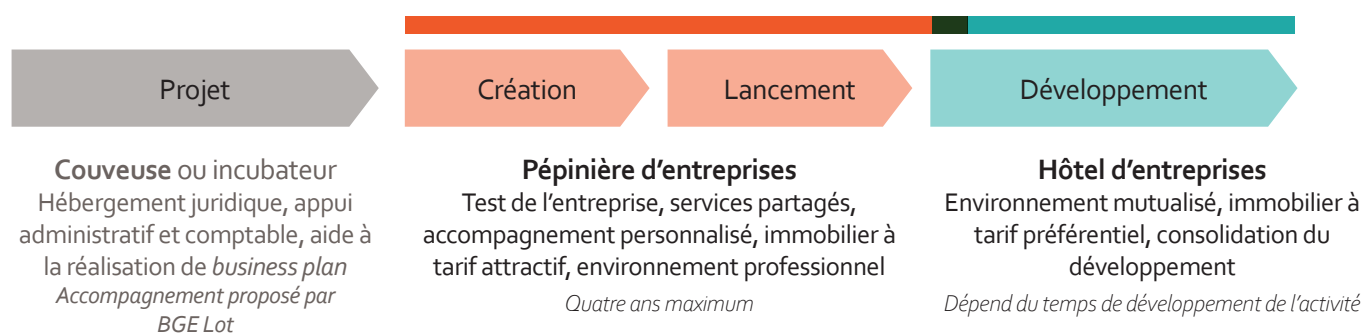 Projet
Création
Lancement
Développement
Couveuse ou incubateur
Hébergement juridique, appui
administratif et comptable, aide à
la réalisation de business plan
Accompagnement proposé par
BGE Lot
Pépinière d’entreprises
Test de l’entreprise, services partagés,
accompagnement personnalisé, immobilier à
tarif attractif, environnement professionnel
Quatre ans maximum
Hôtel d’entreprises
Environnement mutualisé, immobilier à
tarif préférentiel, consolidation du
développement
Dépend du temps de développement de l’activité